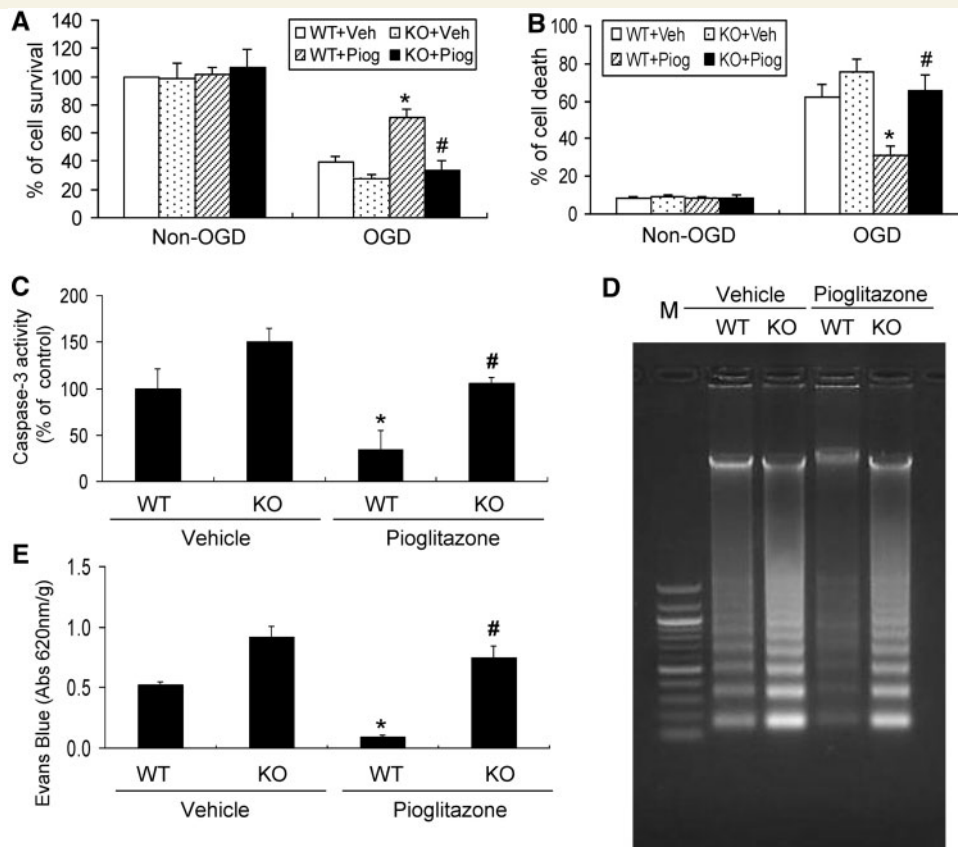 A
WT+Veh KO+Veh
WT+Piog KO+Piog
% of cell survival
140
120
100
80
60
40
20
0
*
#
Non-OGD OGD
B
WT+Veh KO+Veh
WT+Piog KO+Piog
% of cell death
80
60
40
20
0
*
#
Non-OGD OGD
C
Caspase-3 activity
(% of control)
200
150
100
50
0
*
#
WT KO WT KO
Vehicle Pioglitazone
D
Vehicle Pioglitazone
M WT KO WT KO
E
Evans Blue (Abs 620nm/g)
1.5
1.0
0.5
0.0
*
#
WT KO WT KO
Vehicle Pioglitazone